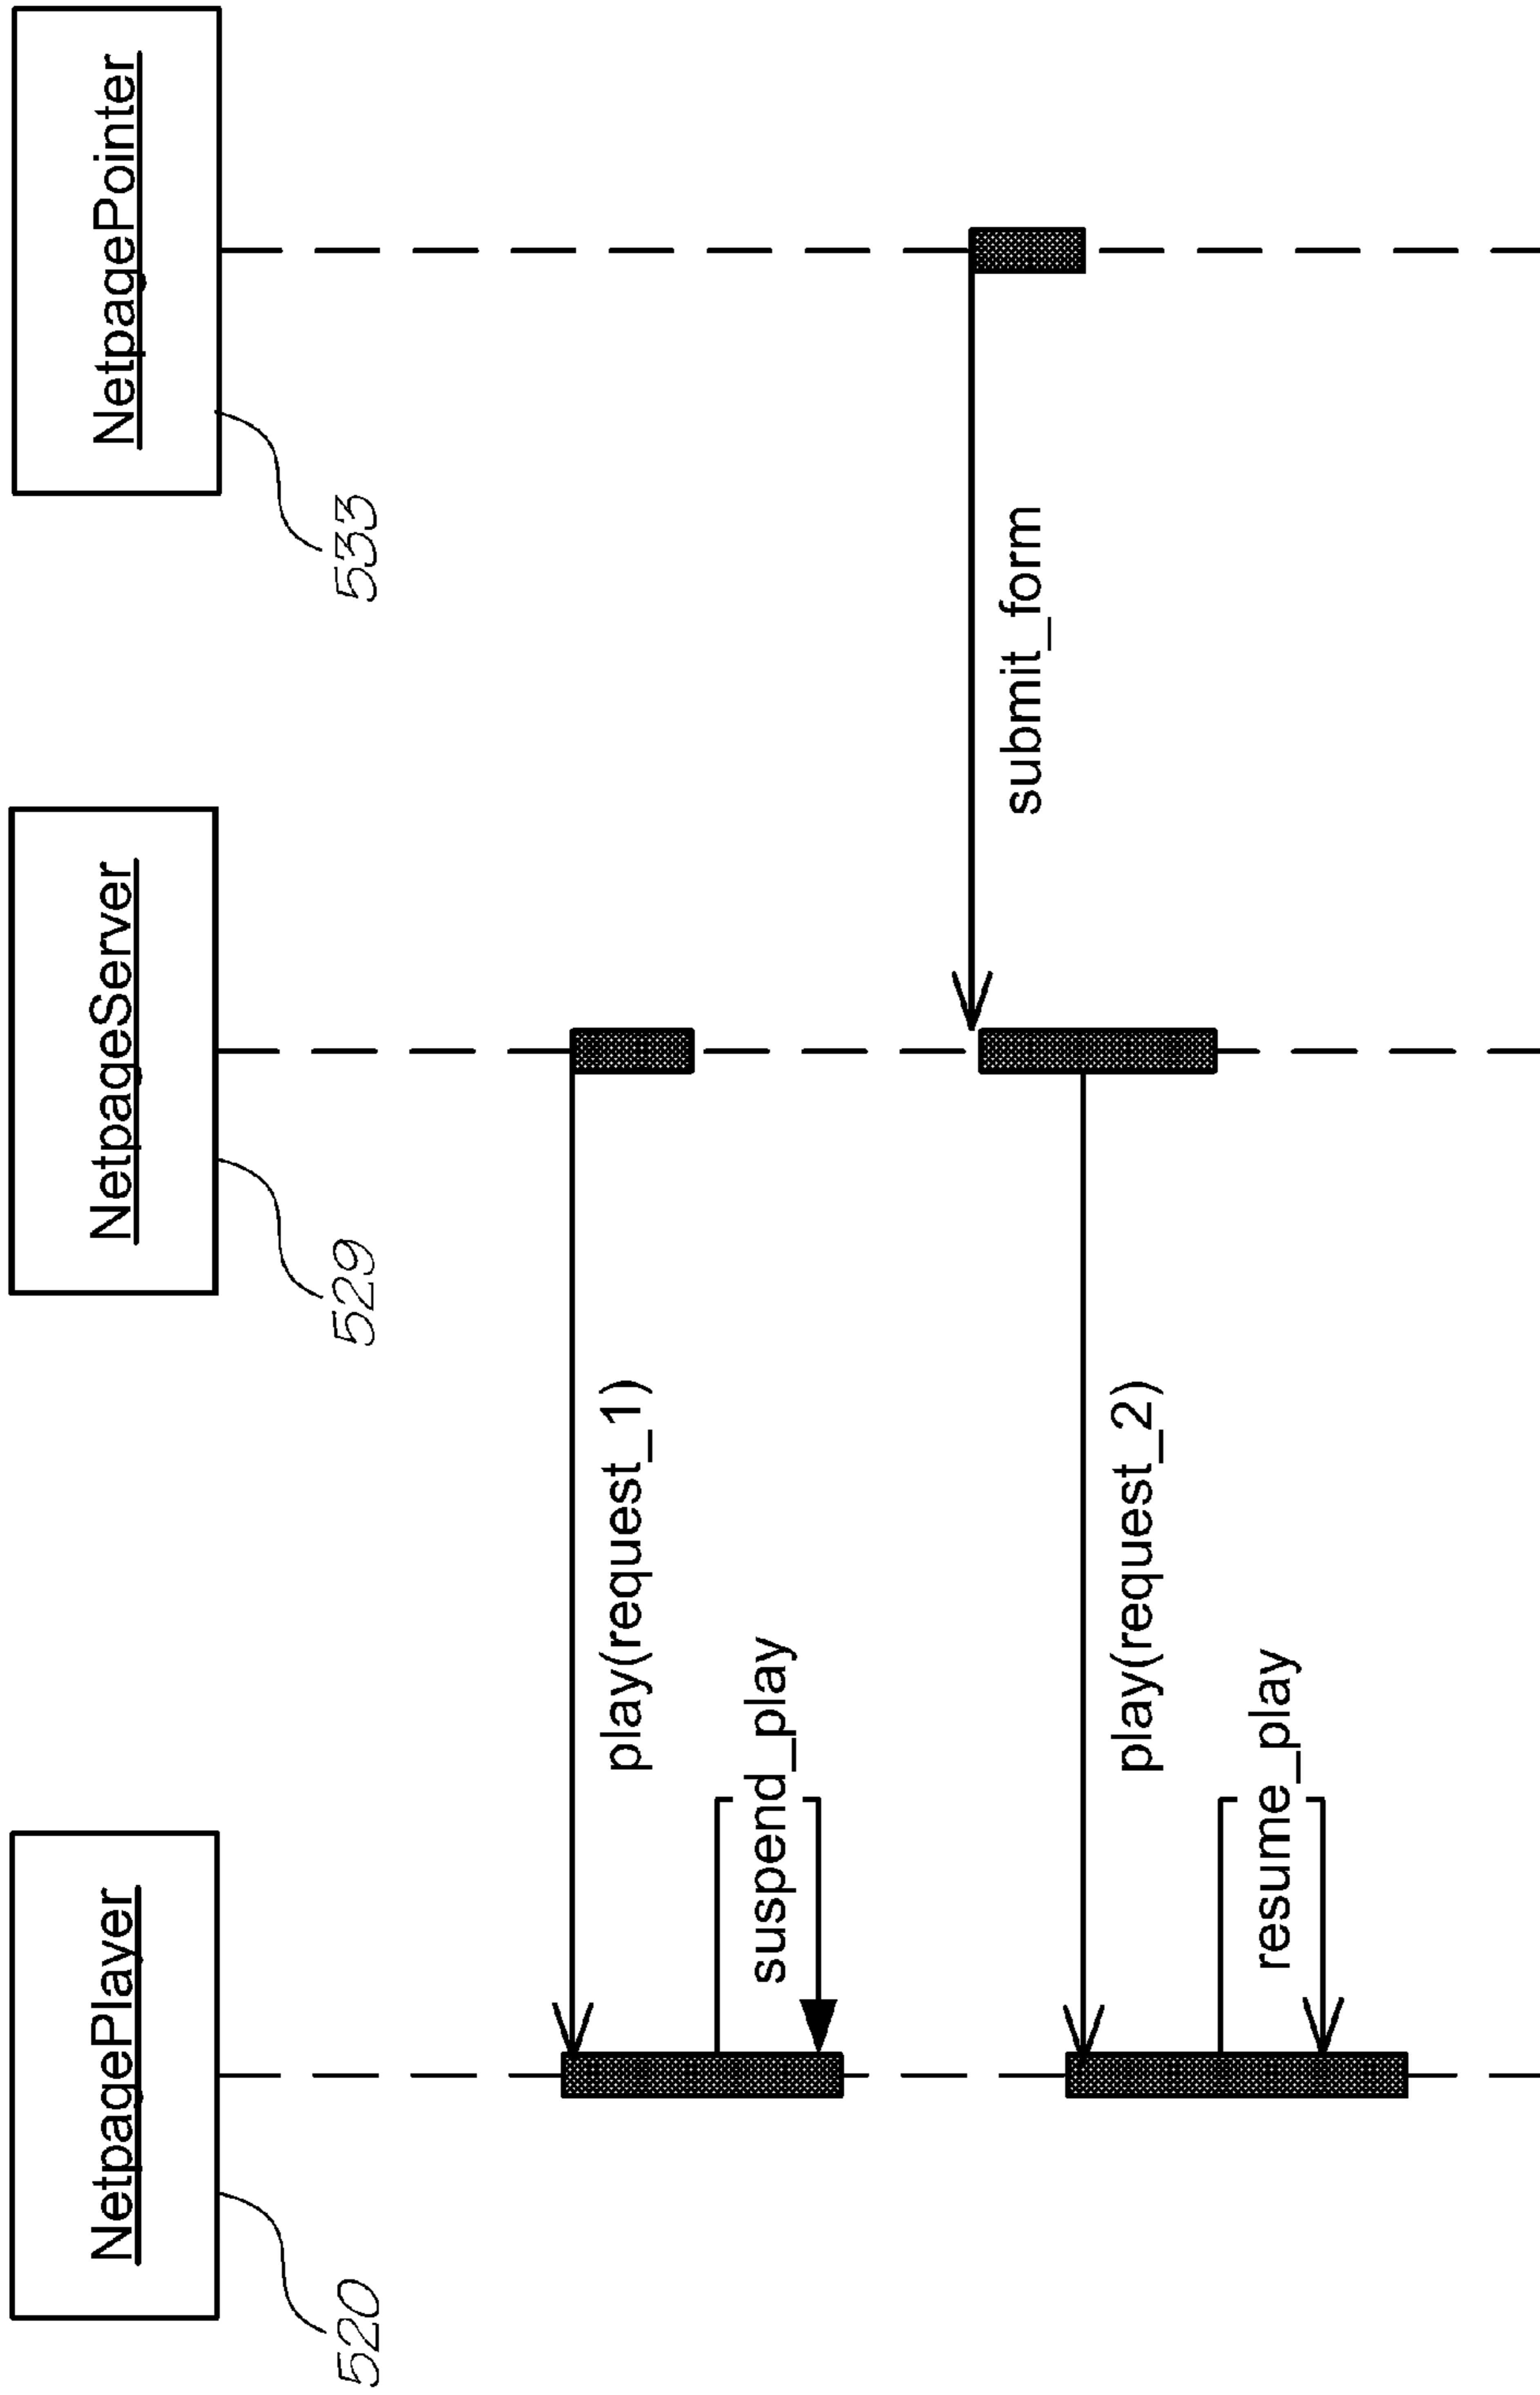 NetpagePlayer
NetpageServer
NetpagePointer
520
529
533
play(request_1)
suspend_play
submit_form
play(request_2)
resume_play